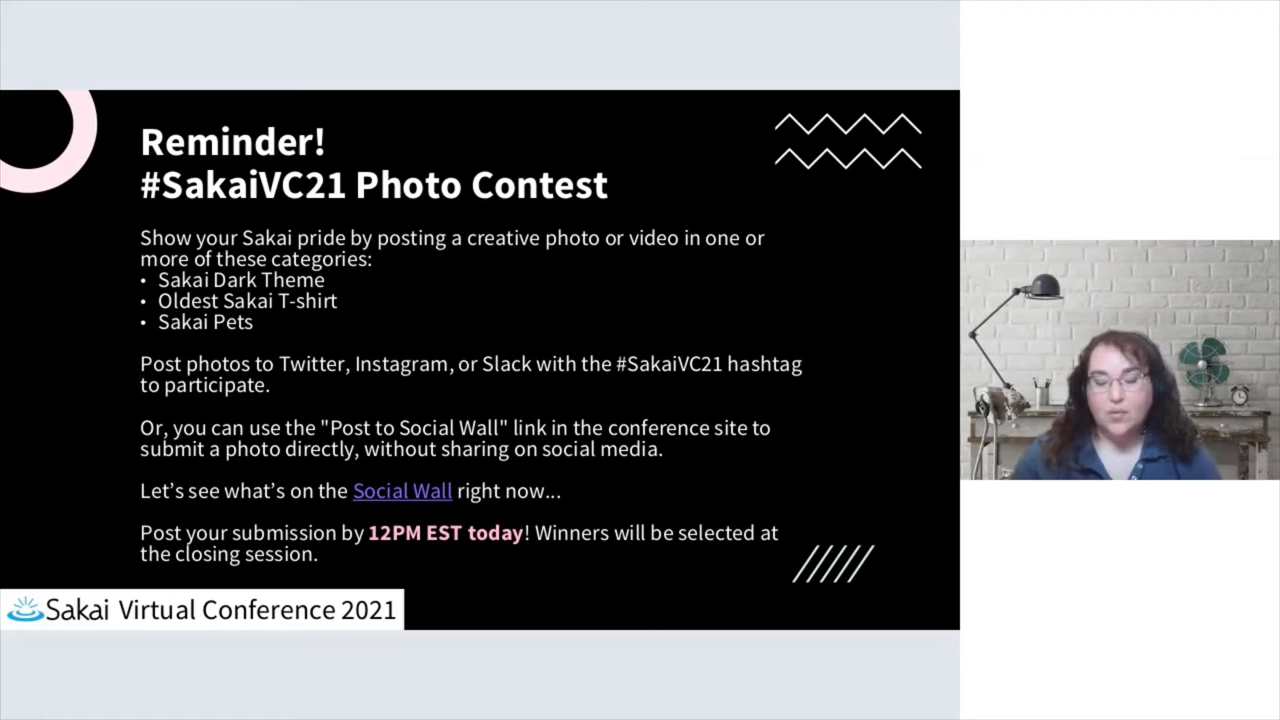 Reminder!
#SakaiVC21 Photo Contest
Show your Sakai pride by posting a creative photo or video in one or
more of these categories:
• Sakai Dark Theme
• Oldest Sakai T-shirt
• Sakai Pets
Post photos to Twitter, Instagram, or Slack with the #SakaiVC21 hashtag
to participate.
Or, you can use the "Post to Social Wall" link in the conference site to
submit a photo directly, without sharing on social media.
Let’s see what’s on the Social Wall right now...
Post your submission by 12PM EST today! Winners will be selected at
the closing session.
Sakai Virtual Conference 2021